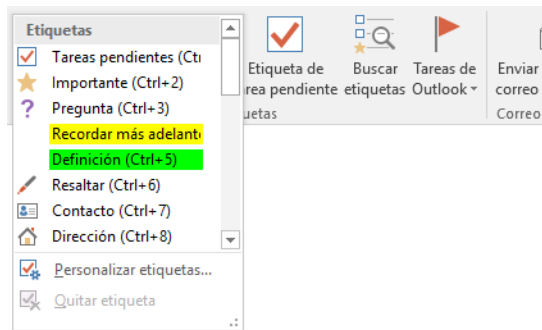 Etiquetas
Tareas pendientes (Ctr
Importante (Ctrl+2)
Pregunta (Ctrl+3)
Recordar más adelant
Definición (Ctrl+5)
Resaltar (Ctrl+6)
Contacto (Ctrl+7)
Dirección (Ctrl+8)
Personalizar etiquetas...
Quitar etiqueta
Etiqueta de
rea pendiente
Buscar
etiquetas
Tareas de
Outlook
uetas
Enviar
correo
Correo